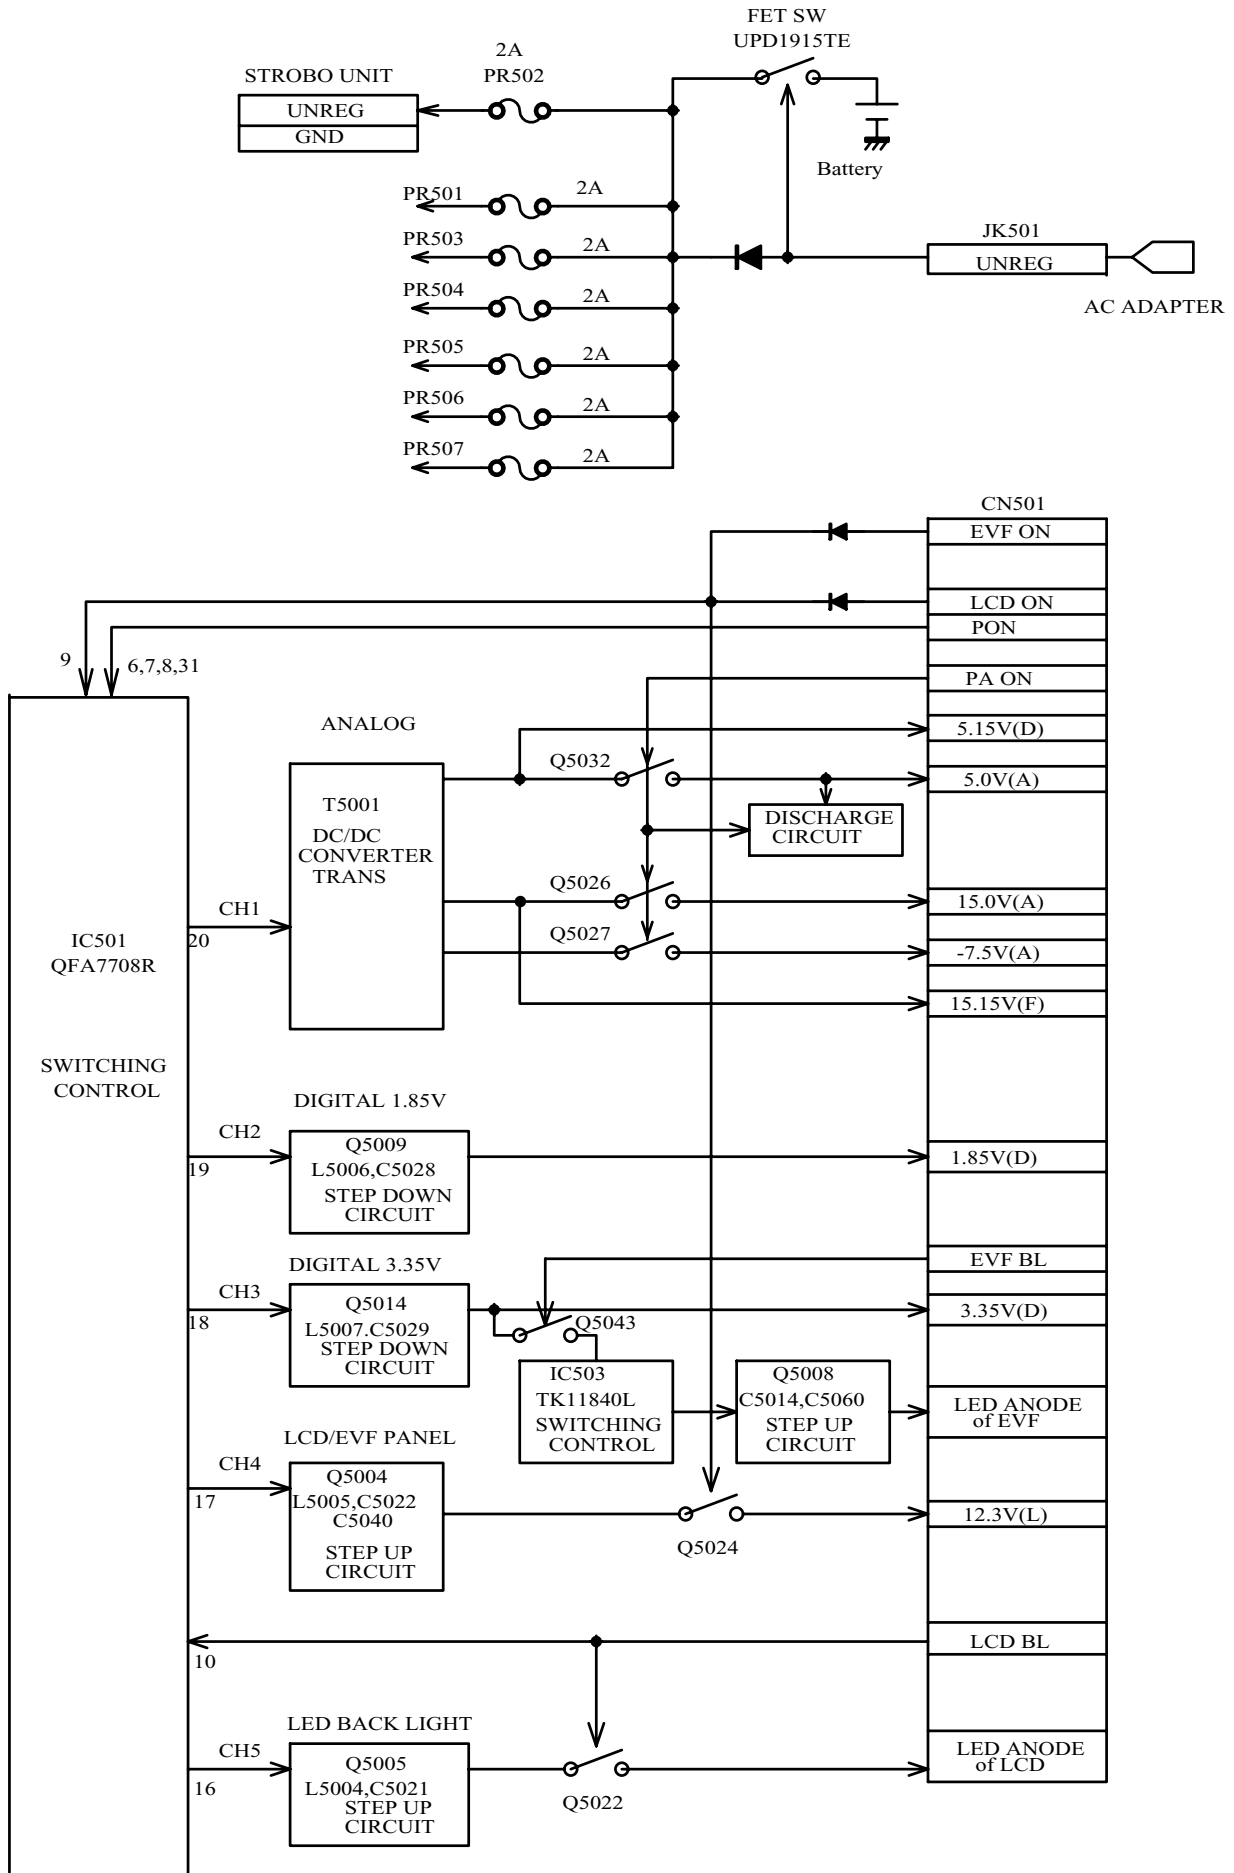 FET SW
UPD1915TE
2A
PR502
STROBO UNIT
UNREG
GND
Battery
PR501
2A
PR503
2A
JK501
UNREG
AC ADAPTER
PR504
2A
PR505
2A
PR506
2A
PR507
2A
CN501
EVF ON
LCD ON
PON
9
6,7,8,31
PA ON
ANALOG
5.15V(D)
Q5032
5.0V(A)
T5001
DC/DC
CONVERTER
TRANS
DISCHARGE
CIRCUIT
Q5026
15.0V(A)
CH1
20
Q5027
IC501
QFA7708R
-7.5V(A)
15.15V(F)
SWITCHING
CONTROL
DIGITAL 1.85V
CH2
19
Q5009
L5006,C5028
STEP DOWN
CIRCUIT
1.85V(D)
EVF BL
DIGITAL 3.35V
CH3
18
Q5014
L5007.C5029
STEP DOWN
CIRCUIT
3.35V(D)
Q5043
IC503
TK11840L
SWITCHING
CONTROL
Q5008
C5014,C5060
STEP UP
CIRCUIT
LED ANODE
of EVF
LCD/EVF PANEL
CH4
17
Q5004
L5005,C5022
C5040
STEP UP
CIRCUIT
12.3V(L)
Q5024
LCD BL
10
LED BACK LIGHT
CH5
16
Q5005
L5004,C5021
STEP UP
CIRCUIT
Q5022
LED ANODE
of LCD